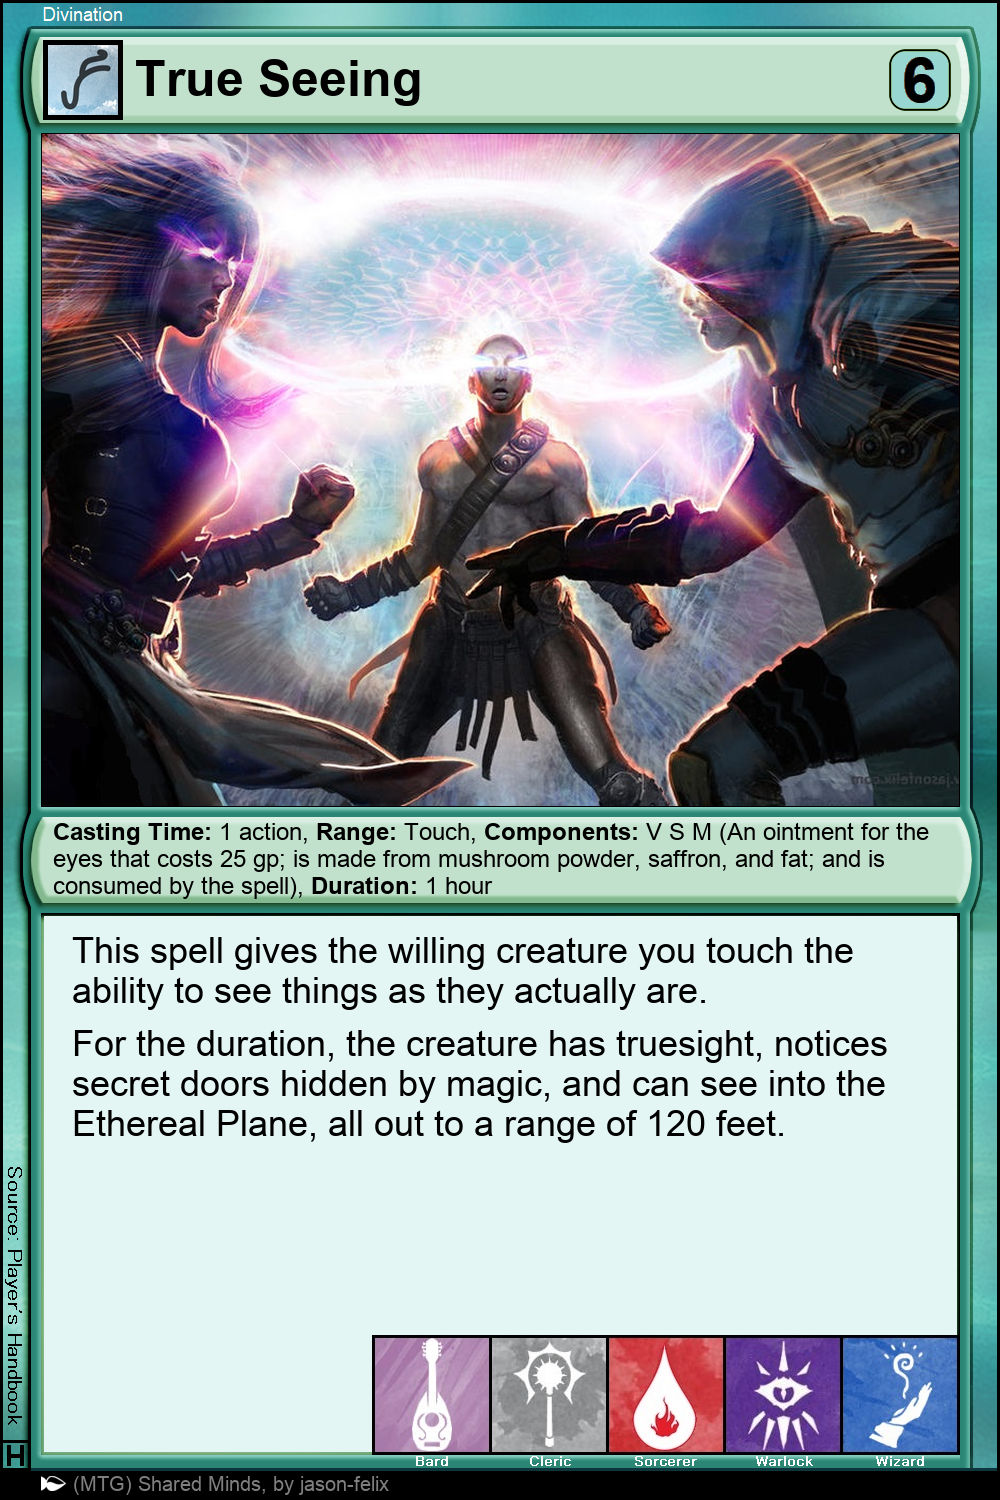 Divination
True Seeing
6
Casting Time: 1 action, Range: Touch, Components: V S M (An ointment for the
eyes that costs 25 gp; is made from mushroom powder, saffron, and fat; and is
consumed by the spell), Duration: 1 hour
This spell gives the willing creature you touch the
ability to see things as they actually are.
For the duration, the creature has truesight, notices
secret doors hidden by magic, and can see into the
Ethereal Plane, all out to a range of 120 feet.
Source: Player's Handbook
H
Bard
Cleric
Sorcerer
Warlock
Wizard
(MTG) Shared Minds, by jason-felix